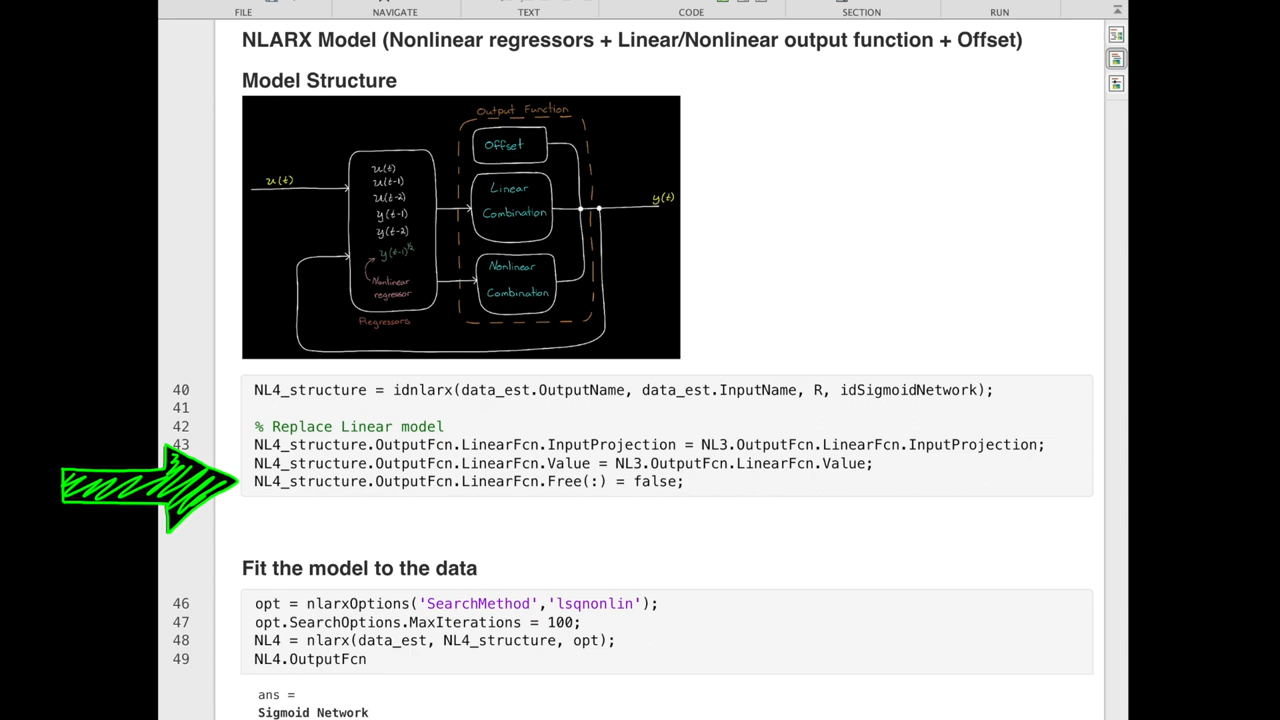 FILE NAVIGATE TEXT CODE SECTION RUN
NLARX Model (Nonlinear regressors + Linear/Nonlinear output function + Offset)
Model Structure
Output Function
Offset
u(t)
u(t)
u(t-1)
u(t-2)
y(t-1)
y(t-2)
y(t-1)^1/2
Nonlinear
regressor
Regressors
Linear
Combination
Nonlinear
Combination
y(t)
40 NL4_structure = idnlarx(data_est.OutputName, data_est.InputName, R, idSigmoidNetwork);
41
42 % Replace Linear model
43 NL4_structure.OutputFcn.LinearFcn.InputProjection = NL3.OutputFcn.LinearFcn.InputProjection;
NL4_structure.OutputFcn.LinearFcn.Value = NL3.OutputFcn.LinearFcn.Value;
NL4_structure.OutputFcn.LinearFcn.Free(:) = false;
Fit the model to the data
46 opt = nlarxOptions('SearchMethod','lsqnonlin');
47 opt.SearchOptions.MaxIterations = 100;
48 NL4 = nlarx(data_est, NL4_structure, opt);
49 NL4.OutputFcn
ans =
Sigmoid Network